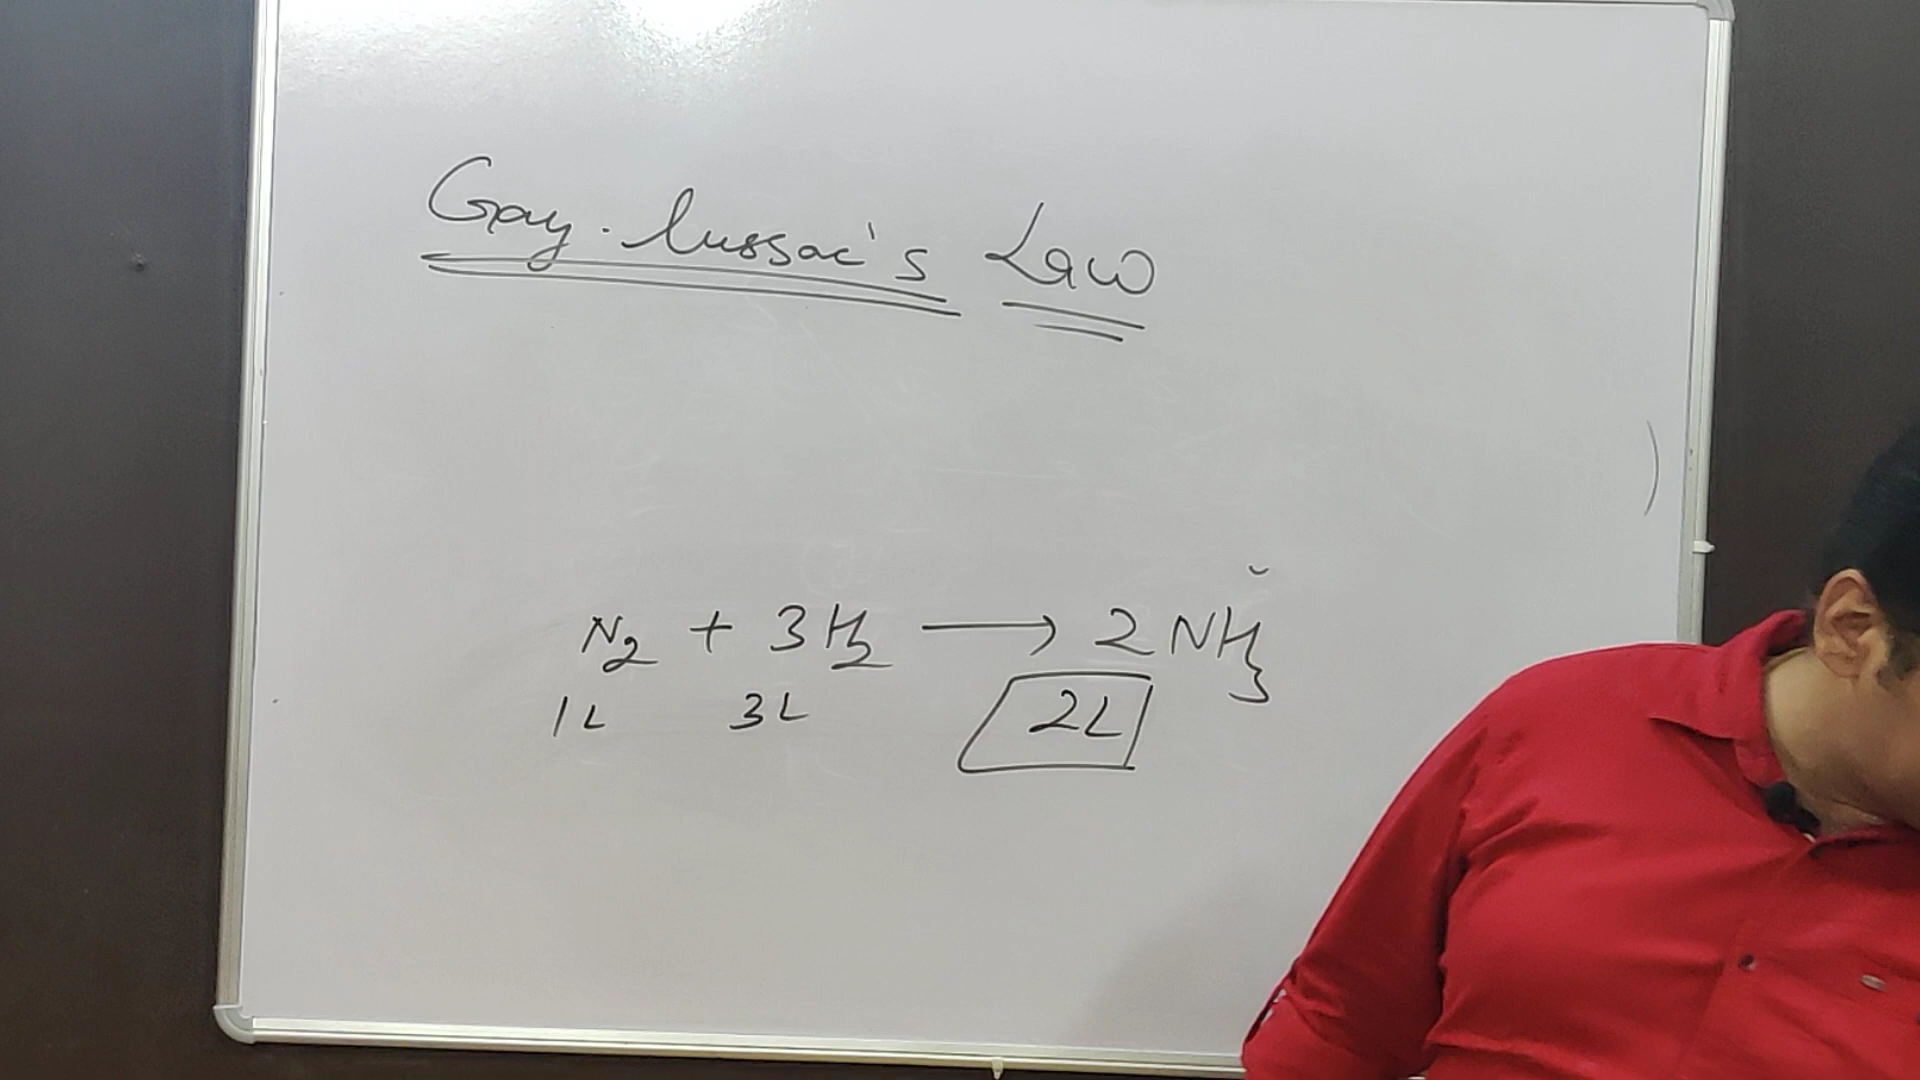 Gay-lussac's Law
N2 + 3H2 → 2NH3
1L 3L 2L